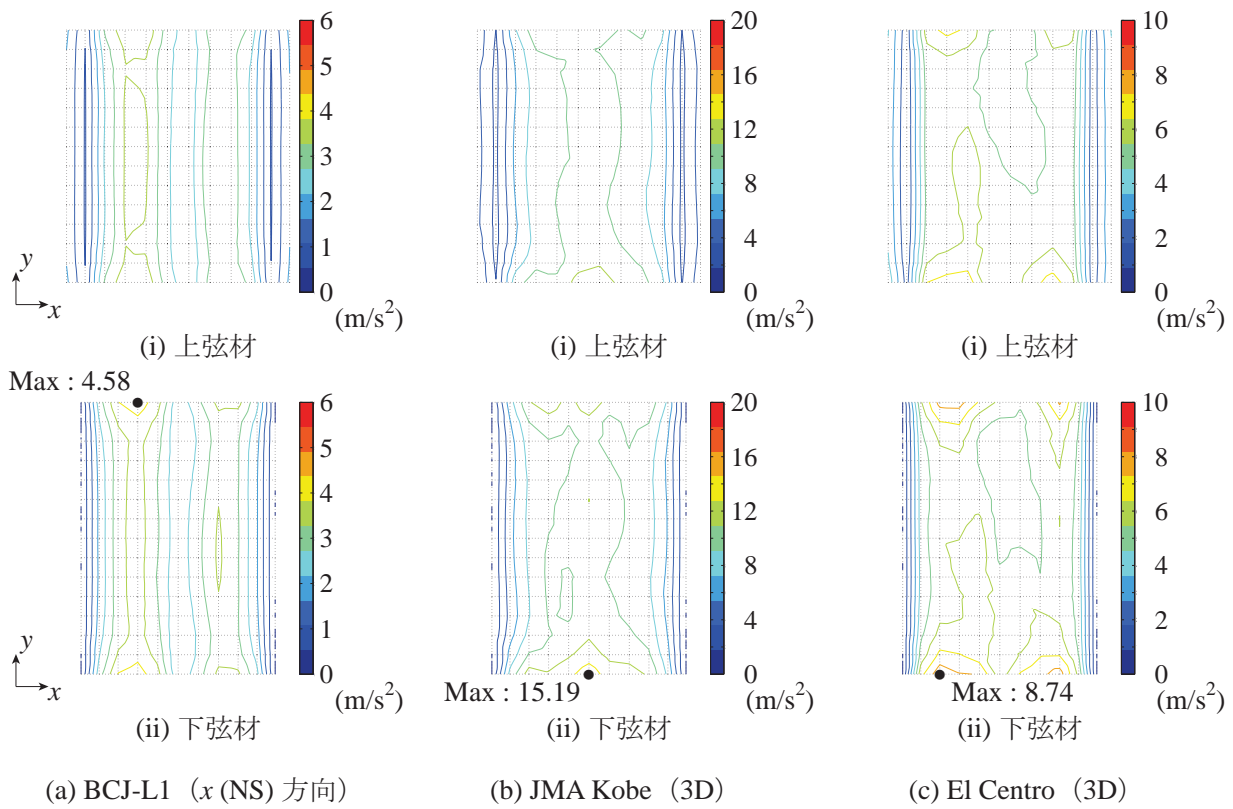 6
5
4
3
2
1
0
(m/s²)
y
x
(i) 上弦材
20
16
12
8
4
0
(m/s²)
(i) 上弦材
10
8
6
4
2
0
(m/s²)
(i) 上弦材
Max : 4.58
6
5
4
3
2
1
0
(m/s²)
y
x
(ii) 下弦材
20
16
12
8
4
0
(m/s²)
Max : 15.19
(ii) 下弦材
10
8
6
4
2
0
(m/s²)
Max : 8.74
(ii) 下弦材
(a) BCJ-L1（x (NS) 方向）
(b) JMA Kobe（3D）
(c) El Centro（3D）